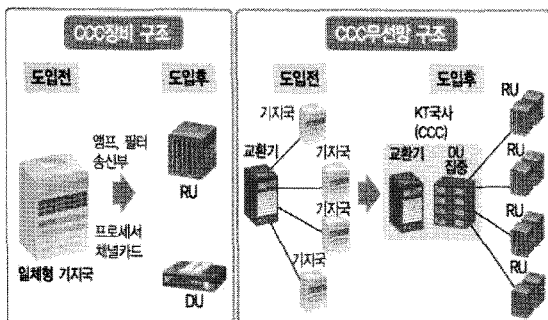 CCC장비 구조
도입전
도입후
앰프, 필터
송신부
프로세서
채널카드
일체형 기지국
RU
DU
CCC무선망 구조
도입전
기지국
교환기
기지국
기지국
기지국
도입후
KT국사
(CCC)
교환기
DU
집중
RU
RU
RU
RU